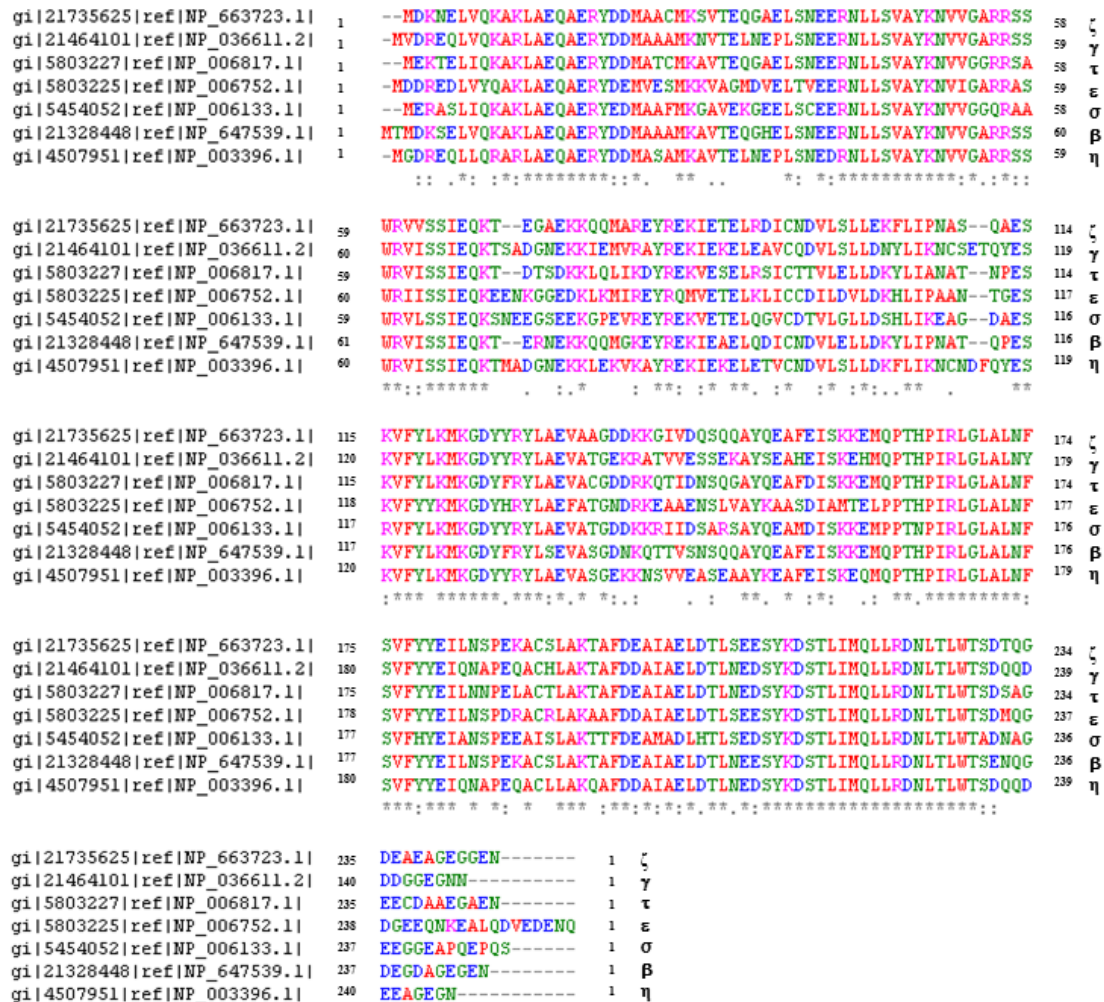 gi|21735625|ref|NP_663723.1| 1 --MDKNELVQKAKLAEQAERYDDMAACMKSVTEQGAELSNEERNLLSVAYKNVVGARRSS 58 ζ
gi|21464101|ref|NP_036611.2| 1 -MVDREQLVQKARLAEQAERYDDMAAAMKNVTELNEPLSNEERNLLSVAYKNVVGARRSS 59 γ
gi|5803227|ref|NP_006817.1| 1 --MEKTELIQKAKLAEQAERYDDMATCMKAVTEQGAELSNEERNLLSVAYKNVVGGRRSA 58 τ
gi|5803225|ref|NP_006752.1| 1 -MDDREDLVYQAKLAEQAERYDEMVESMKKVAGMDVELTVEERNLLSVAYKNVIGARRAS 59 ε
gi|5454052|ref|NP_006133.1| 1 --MERASLIQKAKLAEQAERYEDMAAFMKGAVEKGEELSCEERNLLSVAYKNVVGGQRAA 58 σ
gi|21328448|ref|NP_647539.1| 1 MTMDKSELVQKAKLAEQAERYDDMAAAMKAVTEQGHELSNEERNLLSVAYKNVVGARRSS 60 β
gi|4507951|ref|NP_003396.1| 1 -MGDREQLLQRARLAEQAERYDDMASAMKAVTELNEPLSNEDRNLLSVAYKNVVGARRSS 59 η
:: .*: :*:*********::*. ** .. *: *:***********:*.:*::
gi|21735625|ref|NP_663723.1| 59 WRVVSSIEQKT--EGAEKKQQMAREYREKIETELRDICNDVLSLLEKFLIPNAS--QAES 114 ζ
gi|21464101|ref|NP_036611.2| 60 WRVISSIEQKTSADGNEKKIEMVRAYREKIEKELEAVCQDVLSLLDNYLIKNCSETQYES 119 γ
gi|5803227|ref|NP_006817.1| 59 WRVISSIEQKT--DTSDKKLQLIKDYREKVESELRSICTTVLELLDKYLIANAT--NPES 114 τ
gi|5803225|ref|NP_006752.1| 60 WRIISSIEQKEENKGGEDKLKMIREYRQMVETELKLICCDILDVLDKHLIPAAN--TGES 117 ε
gi|5454052|ref|NP_006133.1| 59 WRVLSSIEQKSNEEGSEEKGPEVREYREKVETELQGVCDTVLGLLDSHLIKEAG--DAES 116 σ
gi|21328448|ref|NP_647539.1| 61 WRVISSIEQKT--ERNEKKQQMGKEYREKIEAELQDICNDVLELLDKYLIPNAT--QPES 116 β
gi|4507951|ref|NP_003396.1| 60 WRVISSIEQKTMADGNEKKLEKVKAYREKIEKELETVCNDVLSLLDKFLIKNCNDFQYES 119 η
**::****** . :.* : **: :* **. :* :* :*:..** . **
gi|21735625|ref|NP_663723.1| 115 KVFYLKMKGDYYRYLAEVAAGDDKKGIVDQSQQAYQEAFEISKKEMQPTHPIRLGLALNF 174 ζ
gi|21464101|ref|NP_036611.2| 120 KVFYLKMKGDYYRYLAEVATGEKRATVVESSEKAYSEAHEISKEHMQPTHPIRLGLALNY 179 γ
gi|5803227|ref|NP_006817.1| 115 KVFYLKMKGDYFRYLAEVACGDDRKQTIDNSQGAYQEAFDISKKEMQPTHPIRLGLALNF 174 τ
gi|5803225|ref|NP_006752.1| 118 KVFYYKMKGDYHRYLAEFATGNDRKEAAENSLVAYKAASDIAMTELPPTHPIRLGLALNF 177 ε
gi|5454052|ref|NP_006133.1| 117 RVFYLKMKGDYYRYLAEVATGDDKKRIIDSARSAYQEAMDISKKEMPPTNPIRLGLALNF 176 σ
gi|21328448|ref|NP_647539.1| 117 KVFYLKMKGDYFRYLSEVASGDNKQTTVSNSQQAYQEAFEISKKEMQPTHPIRLGLALNF 176 β
gi|4507951|ref|NP_003396.1| 120 KVFYLKMKGDYYRYLAEVASGEKKNSVVEASEAAYKEAFEISKEQMQPTHPIRLGLALNF 179 η
:*** ******.***:*.* *:.: . : **. * :*: .: **.*********:
gi|21735625|ref|NP_663723.1| 175 SVFYYEILNSPEKACSLAKTAFDEAIAELDTLSEESYKDSTLIMQLLRDNLTLWTSDTQG 234 ζ
gi|21464101|ref|NP_036611.2| 180 SVFYYEIQNAPEQACHLAKTAFDDAIAELDTLNEDSYKDSTLIMQLLRDNLTLWTSDQQD 239 γ
gi|5803227|ref|NP_006817.1| 175 SVFYYEILNNPELACTLAKTAFDEAIAELDTLNEDSYKDSTLIMQLLRDNLTLWTSDSAG 234 τ
gi|5803225|ref|NP_006752.1| 178 SVFYYEILNSPDRACRLAKAAFDDAIAELDTLSEESYKDSTLIMQLLRDNLTLWTSDMQG 237 ε
gi|5454052|ref|NP_006133.1| 177 SVFHYEIANSPEEAISLAKTTFDEAMADLHTLSEDSYKDSTLIMQLLRDNLTLWTADNAG 236 σ
gi|21328448|ref|NP_647539.1| 177 SVFYYEILNSPEKACSLAKTAFDEAIAELDTLNEESYKDSTLIMQLLRDNLTLWTSENQG 236 β
gi|4507951|ref|NP_003396.1| 180 SVFYYEIQNAPEQACLLAKQAFDDAIAELDTLNEDSYKDSTLIMQLLRDNLTLWTSDQQD 239 η
***:*** * *: * *** :**:*:*:*.**.*:********************::
gi|21735625|ref|NP_663723.1| 235 DEAEAGEGGEN------- 1 ζ
gi|21464101|ref|NP_036611.2| 140 DDGGEGNN---------- 1 γ
gi|5803227|ref|NP_006817.1| 235 EECDAAEGAEN------- 1 τ
gi|5803225|ref|NP_006752.1| 238 DGEEQNKEALQDVEDENQ 1 ε
gi|5454052|ref|NP_006133.1| 237 EEGGEAPQEPQS------ 1 σ
gi|21328448|ref|NP_647539.1| 237 DEGDAGEGEN-------- 1 β
gi|4507951|ref|NP_003396.1| 240 EEAGEGN----------- 1 η